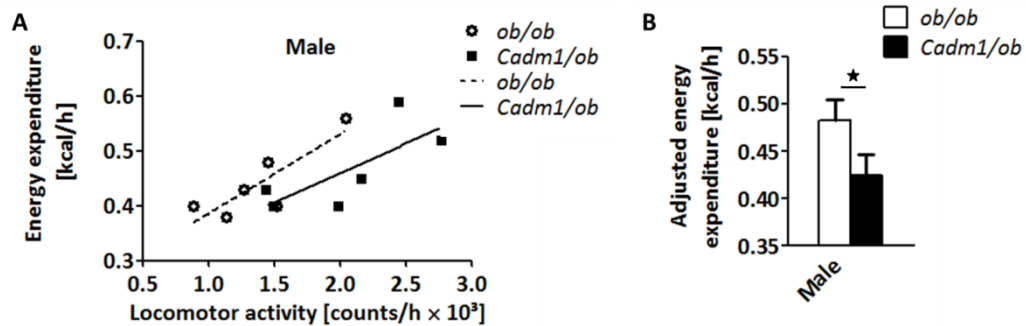 A
Male
Energy expenditure
[kcal/h]
0.7
0.6
0.5
0.4
0.3
0.5
1.0
1.5
2.0
2.5
3.0
Locomotor activity [counts/h × 10³]
ob/ob
Cadm1/ob
ob/ob
Cadm1/ob
B
ob/ob
Cadm1/ob
Adjusted energy
expenditure [kcal/h]
0.55
0.50
0.45
0.40
0.35
★
Male